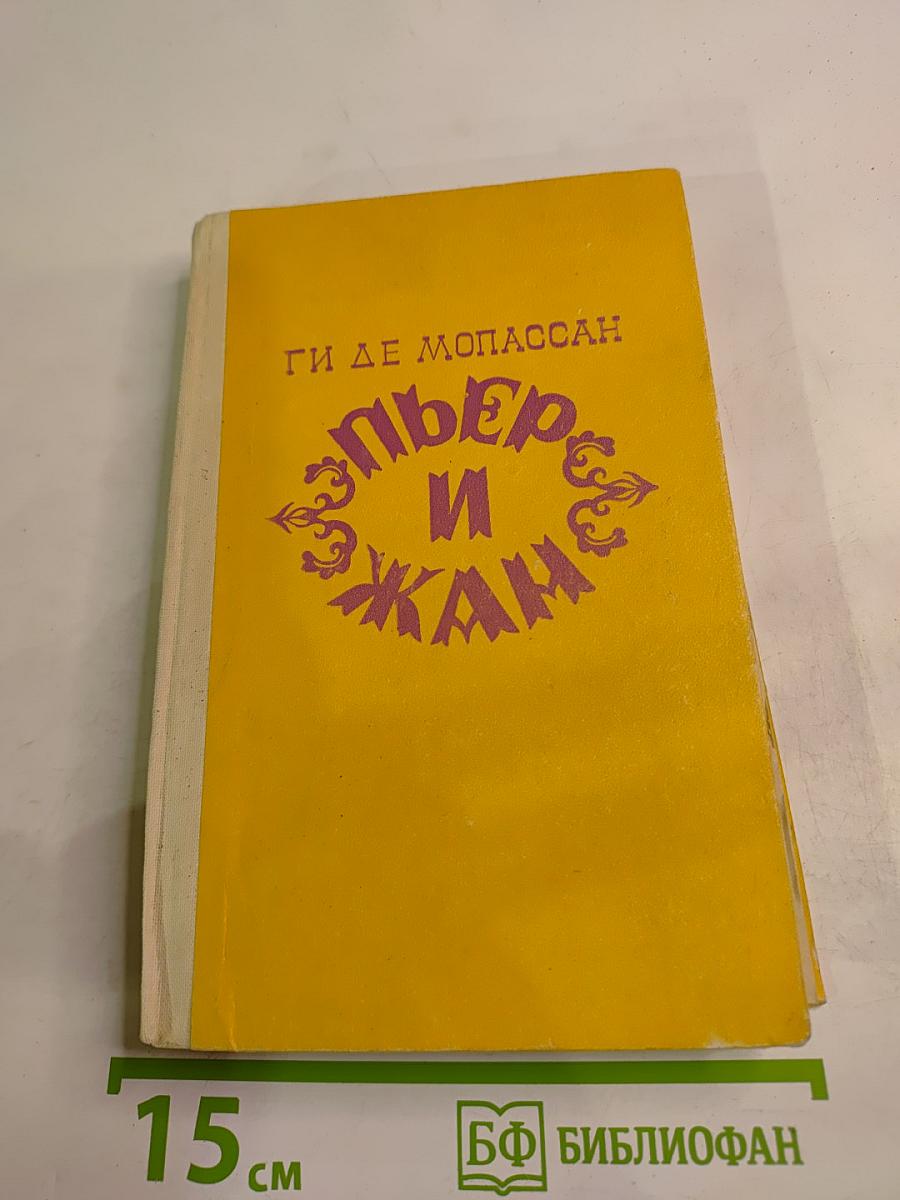 ГИ ДЕ МОПАССАН
ПЬЕР
И
ЖАН
15 см
БФ БИБЛИОФАН